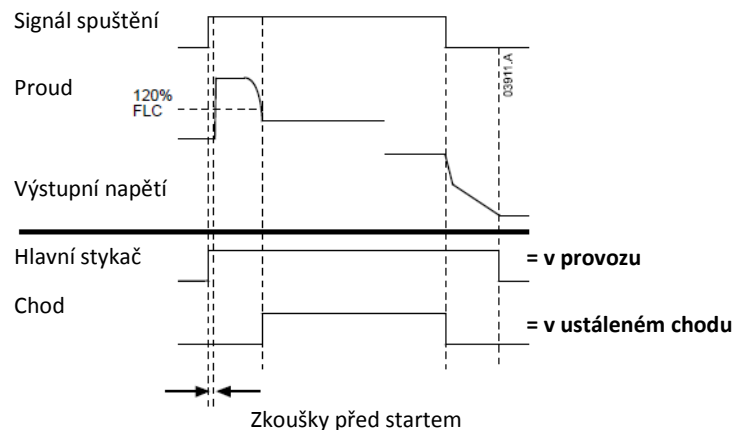 Signál spuštění
Proud
120%
FLC
03911.A
Výstupní napětí
Hlavní stykač
= v provozu
Chod
= v ustáleném chodu
Zkoušky před startem